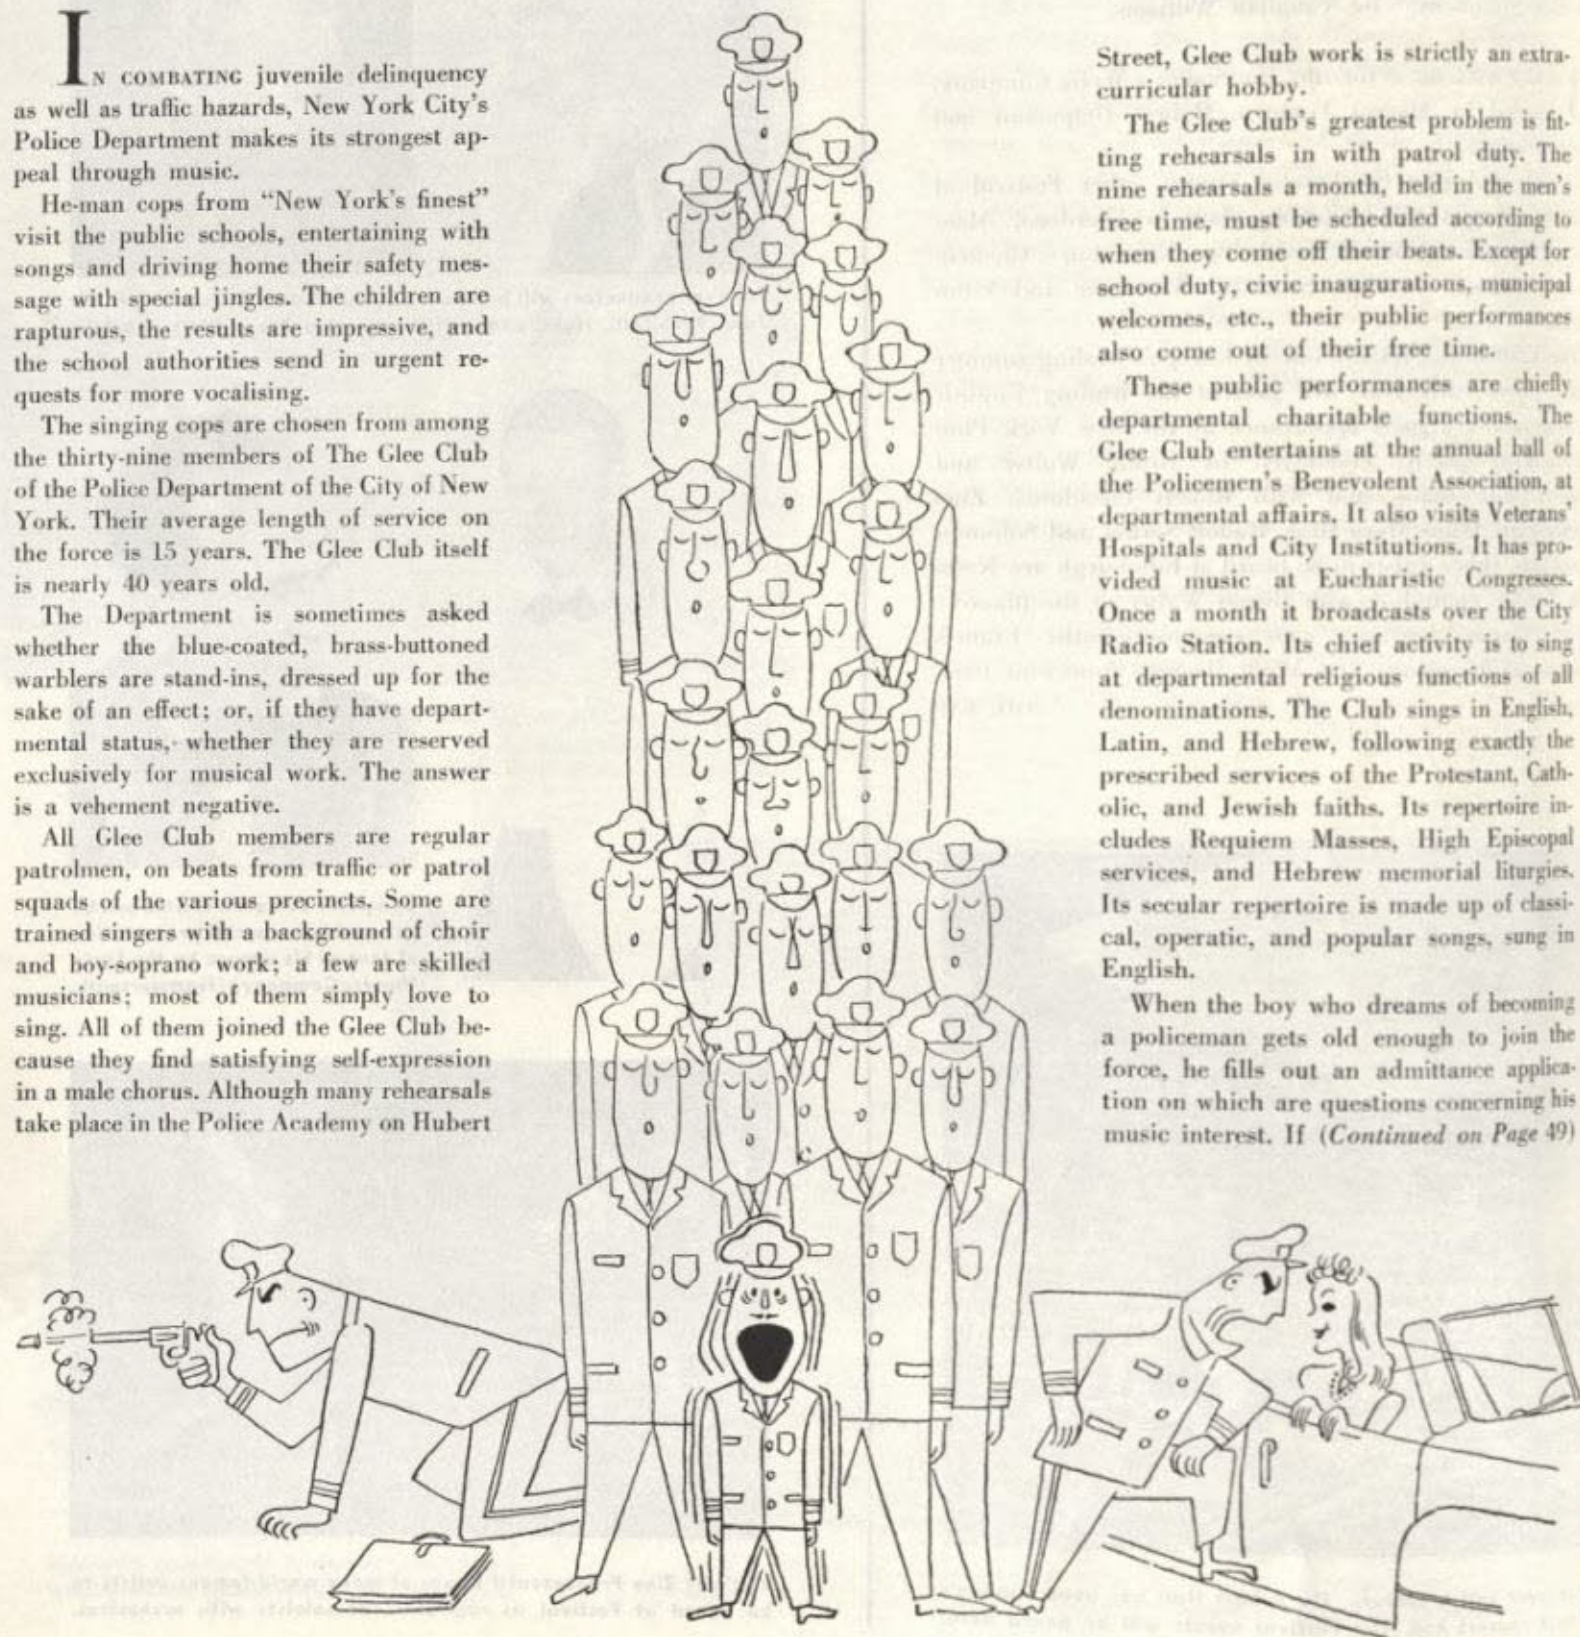 IN COMBATING juvenile delinquency
as well as traffic hazards, New York City's
Police Department makes its strongest ap-
peal through music.
He-man cops from "New York's finest"
visit the public schools, entertaining with
songs and driving home their safety mes-
sage with special jingles. The children are
rapturous, the results are impressive, and
the school authorities send in urgent re-
quests for more vocalising.
The singing cops are chosen from among
the thirty-nine members of The Glee Club
of the Police Department of the City of New
York. Their average length of service on
the force is 15 years. The Glee Club itself
is nearly 40 years old.
The Department is sometimes asked
whether the blue-coated, brass-buttoned
warblers are stand-ins, dressed up for the
sake of an effect; or, if they have depart-
mental status, whether they are reserved
exclusively for musical work. The answer
is a vehement negative.
All Glee Club members are regular
patrolmen, on beats from traffic or patrol
squads of the various precincts. Some are
trained singers with a background of choir
and boy-soprano work; a few are skilled
musicians; most of them simply love to
sing. All of them joined the Glee Club be-
cause they find satisfying self-expression
in a male chorus. Although many rehearsals
take place in the Police Academy on Hubert
Street, Glee Club work is strictly an extra-
curricular hobby.
The Glee Club's greatest problem is fit-
ting rehearsals in with patrol duty. The
nine rehearsals a month, held in the men's
free time, must be scheduled according to
when they come off their beats. Except for
school duty, civic inaugurations, municipal
welcomes, etc., their public performances
also come out of their free time.
These public performances are chiefly
departmental charitable functions. The
Glee Club entertains at the annual ball of
the Policemen's Benevolent Association, at
departmental affairs. It also visits Veterans'
Hospitals and City Institutions. It has pro-
vided music at Eucharistic Congresses.
Once a month it broadcasts over the City
Radio Station. Its chief activity is to sing
at departmental religious functions of all
denominations. The Club sings in English,
Latin, and Hebrew, following exactly the
prescribed services of the Protestant, Cath-
olic, and Jewish faiths. Its repertoire in-
cludes Requiem Masses, High Episcopal
services, and Hebrew memorial liturgies.
Its secular repertoire is made up of classi-
cal, operatic, and popular songs, sung in
English.
When the boy who dreams of becoming
a policeman gets old enough to join the
force, he fills out an admittance applica-
tion on which are questions concerning his
music interest. If (Continued on Page 49)